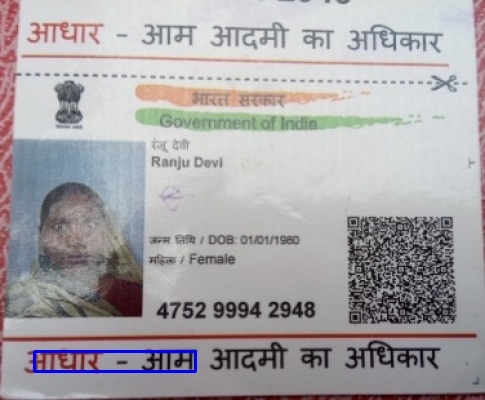 आधार - आम आदमी का अधिकार
भारत सरकार
Government of India
रंजू देवी
Ranju Devi
जन्म तिथि / DOB: 01/01/1960
महिला / Female
4752 9994 2948
आधार - आम आदमी का अधिकार